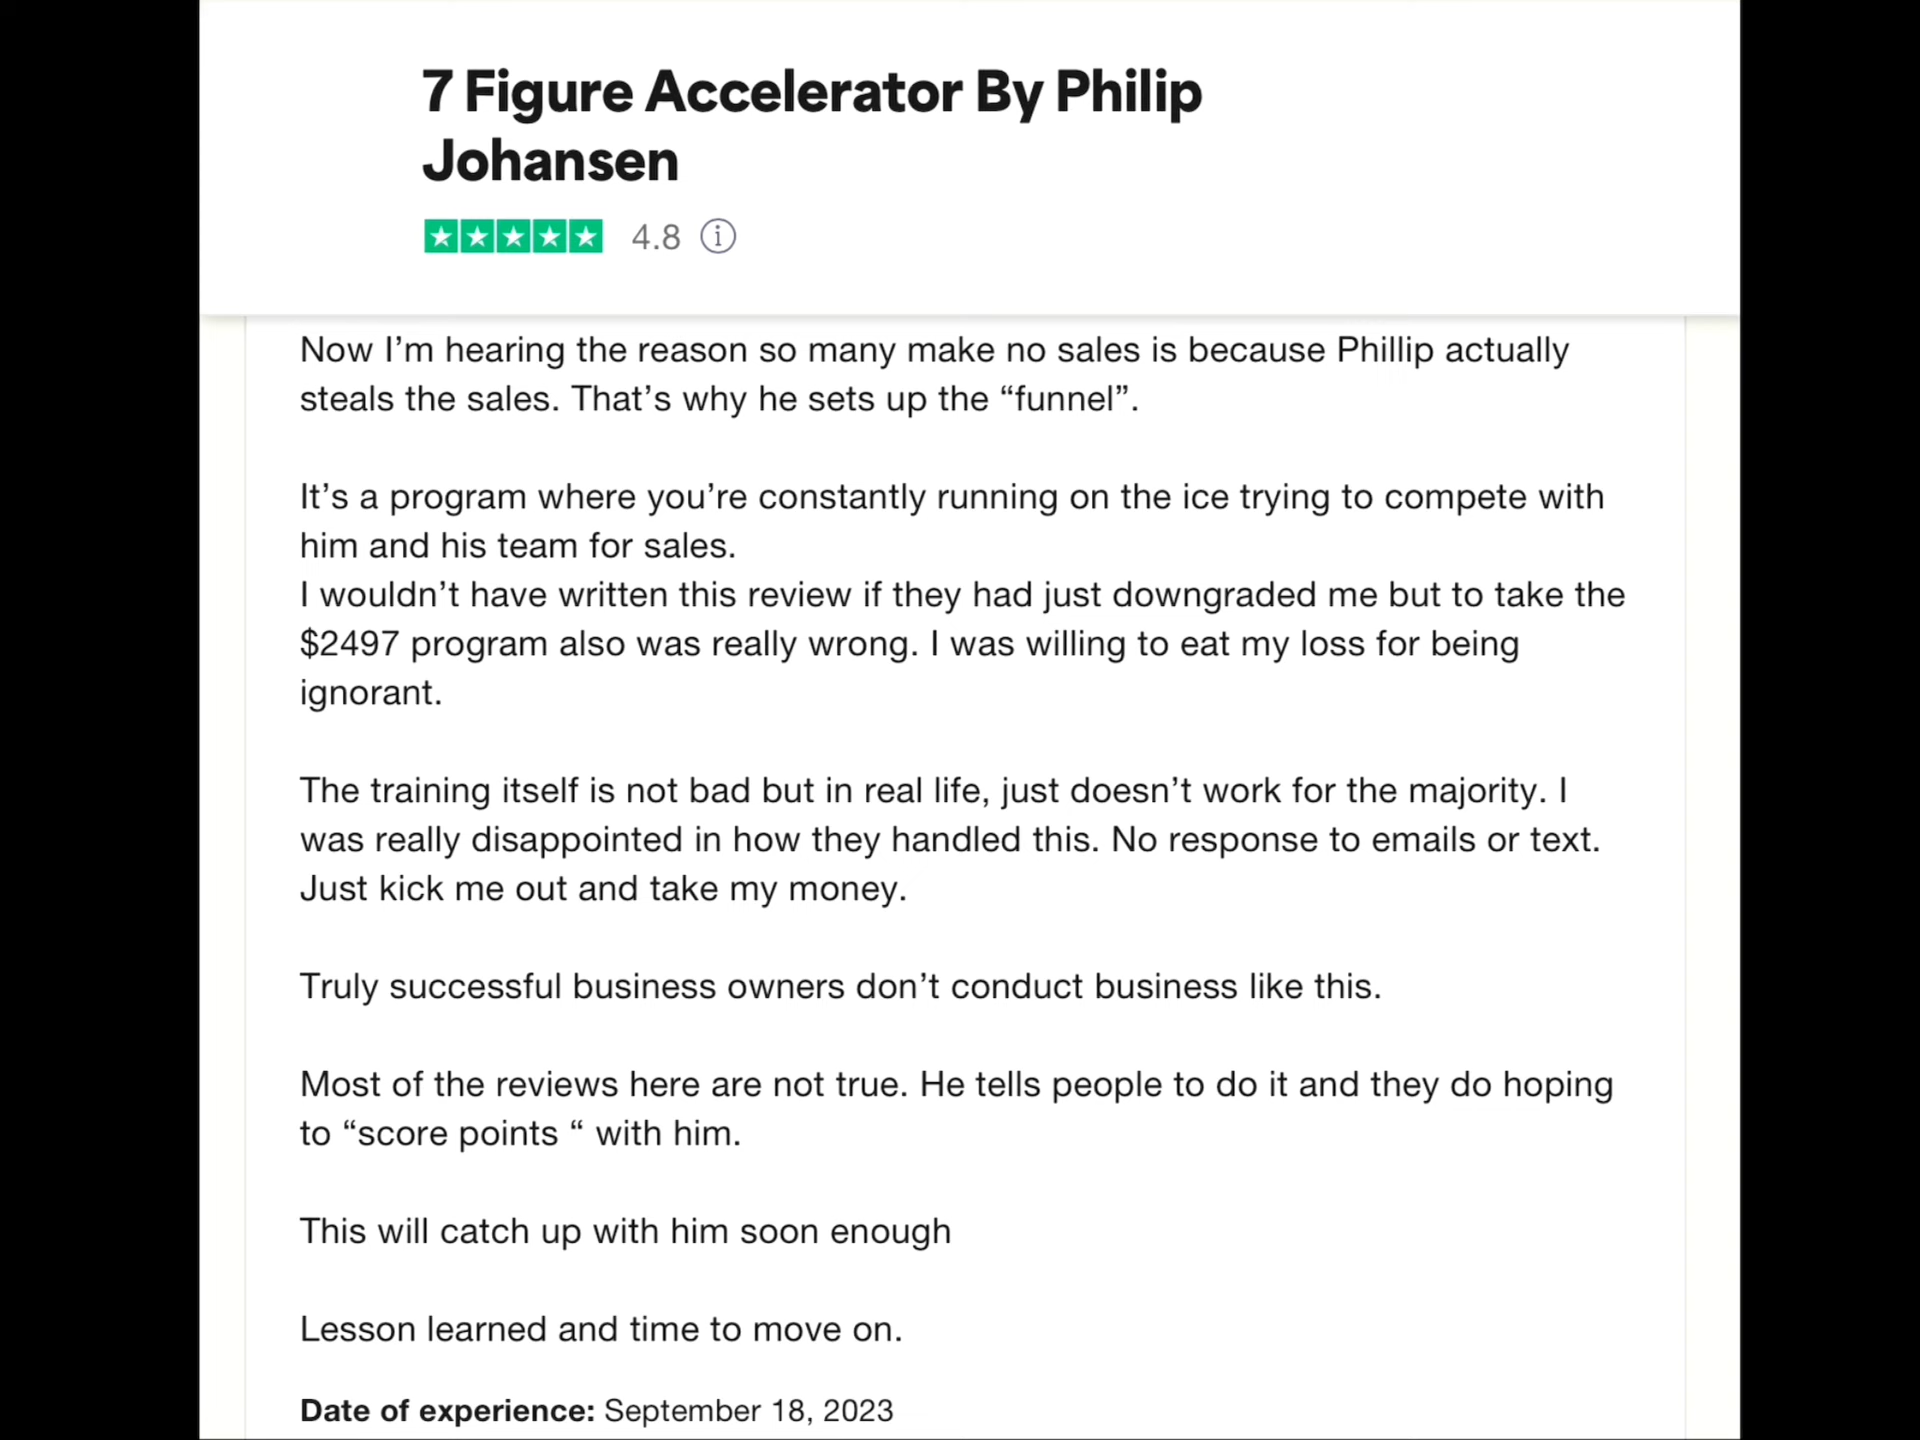 7 Figure Accelerator By Philip
Johansen
4.8
Now I’m hearing the reason so many make no sales is because Phillip actually
steals the sales. That’s why he sets up the “funnel”.
It’s a program where you’re constantly running on the ice trying to compete with
him and his team for sales.
I wouldn’t have written this review if they had just downgraded me but to take the
$2497 program also was really wrong. I was willing to eat my loss for being
ignorant.
The training itself is not bad but in real life, just doesn’t work for the majority. I
was really disappointed in how they handled this. No response to emails or text.
Just kick me out and take my money.
Truly successful business owners don’t conduct business like this.
Most of the reviews here are not true. He tells people to do it and they do hoping
to “score points “ with him.
This will catch up with him soon enough
Lesson learned and time to move on.
Date of experience: September 18, 2023